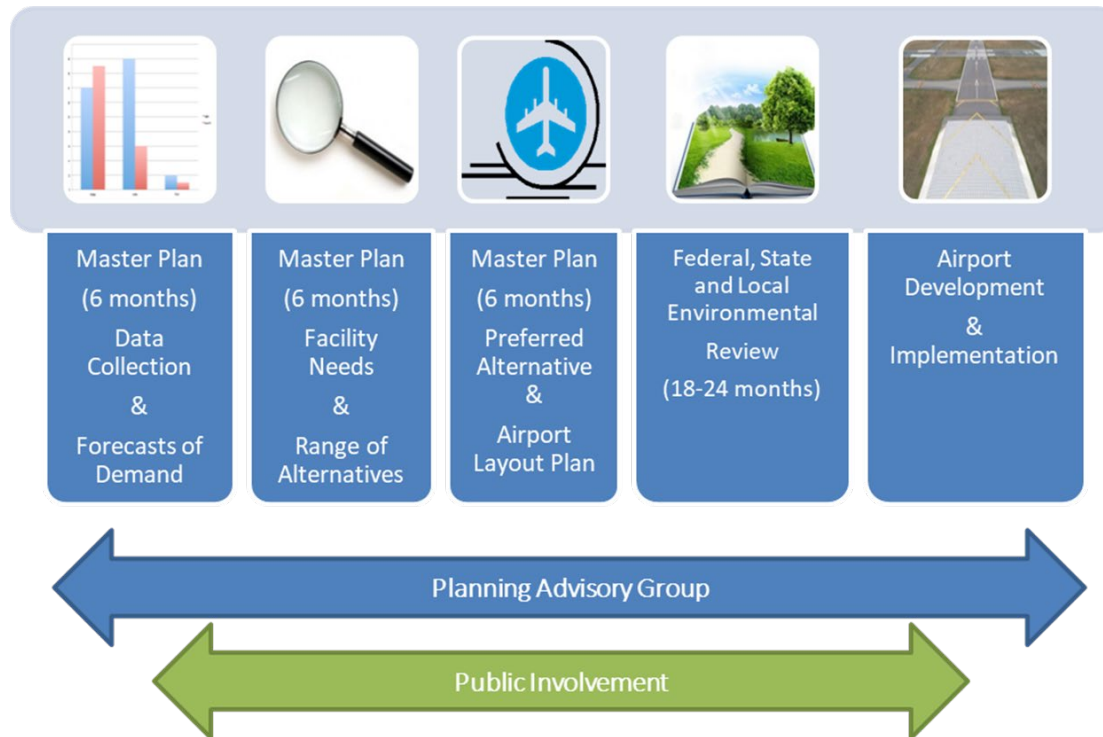 Master Plan
(6 months)
Data
Collection
&
Forecasts of
Demand
Master Plan
(6 months)
Facility
Needs
&
Range of
Alternatives
Master Plan
(6 months)
Preferred
Alternative
&
Airport
Layout Plan
Federal, State
and Local
Environmental
Review
(18-24 months)
Airport
Development
&
Implementation
Planning Advisory Group
Public Involvement